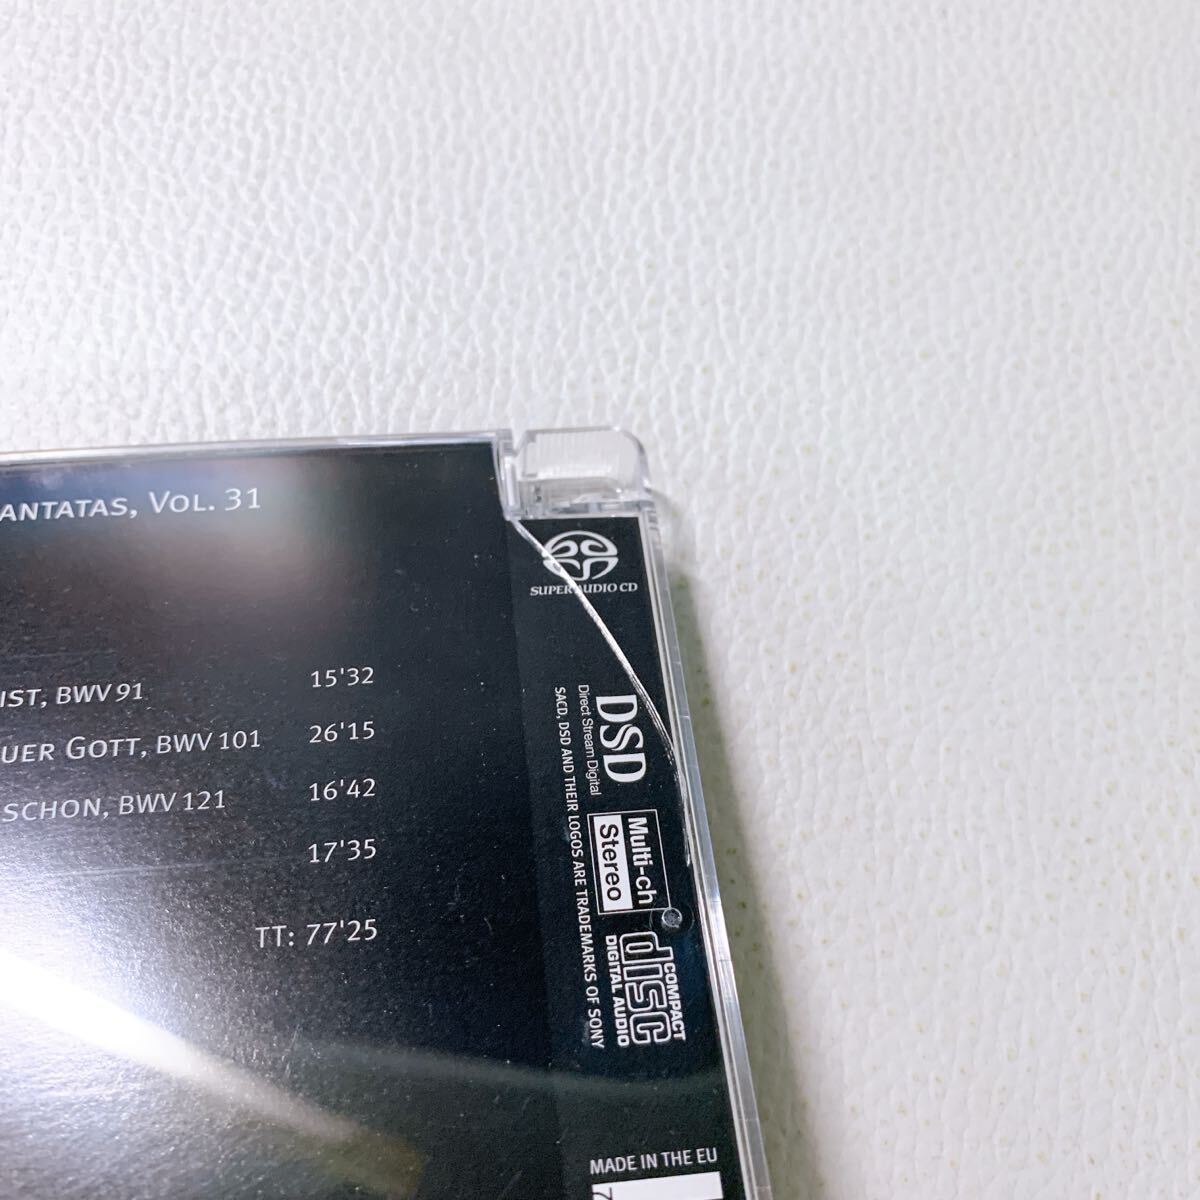 ANTATAS, VOL. 31
IST, BWV 91 15'32
UER GOTT, BWV 101 26'15
SCHON, BWV 121 16'42
17'35
TT: 77'25
SUPER AUDIO CD
DSD
Direct Stream Digital
SACD, DSD AND THEIR LOGOS ARE TRADEMARKS OF SONY
Multi-ch
Stereo
COMPACT
disc
DIGITAL AUDIO
MADE IN THE EU
7